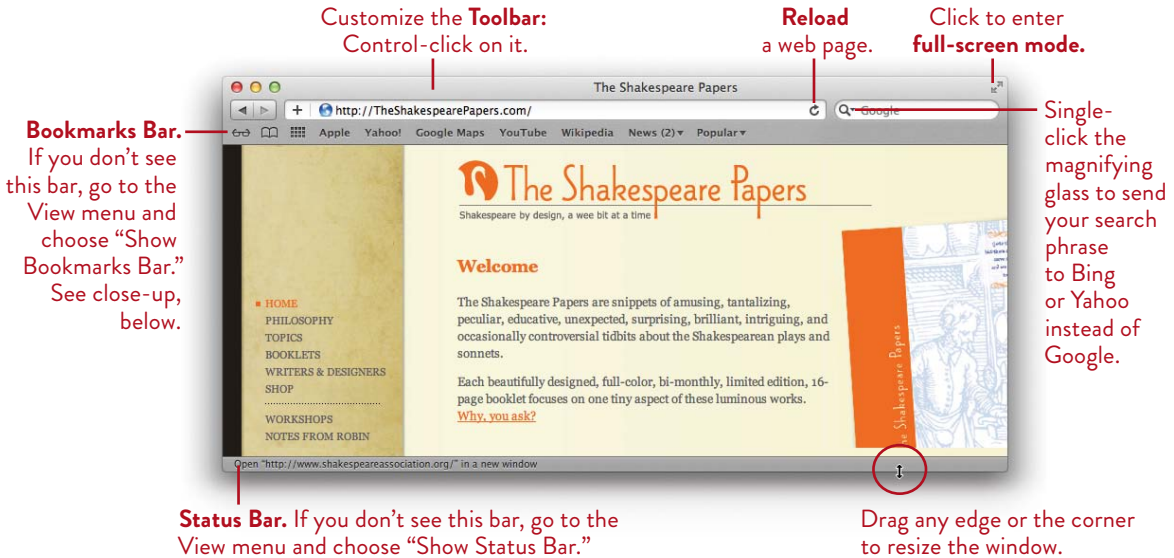 Customize the Toolbar:
Control-click on it.
Reload
a web page.
Click to enter
full-screen mode.
The Shakespeare Papers
http://TheShakespearePapers.com/
Google
Apple Yahoo! Google Maps YouTube Wikipedia News (2) Popular
Bookmarks Bar.
If you don't see
this bar, go to the
View menu and
choose "Show
Bookmarks Bar."
See close-up,
below.
Single-
click the
magnifying
glass to send
your search
phrase
to Bing
or Yahoo
instead of
Google.
The Shakespeare Papers
Shakespeare by design, a wee bit at a time
Welcome
The Shakespeare Papers are snippets of amusing, tantalizing,
peculiar, educative, unexpected, surprising, brilliant, intriguing, and
occasionally controversial tidbits about the Shakespearean plays and
sonnets.
Each beautifully designed, full-color, bi-monthly, limited edition, 16-
page booklet focuses on one tiny aspect of these luminous works.
Why, you ask?
HOME
PHILOSOPHY
TOPICS
BOOKLETS
WRITERS & DESIGNERS
SHOP
WORKSHOPS
NOTES FROM ROBIN
The Shakespeare Papers
Open "http://www.shakespeareassociation.org/" in a new window
Status Bar. If you don't see this bar, go to the
View menu and choose "Show Status Bar."
Drag any edge or the corner
to resize the window.